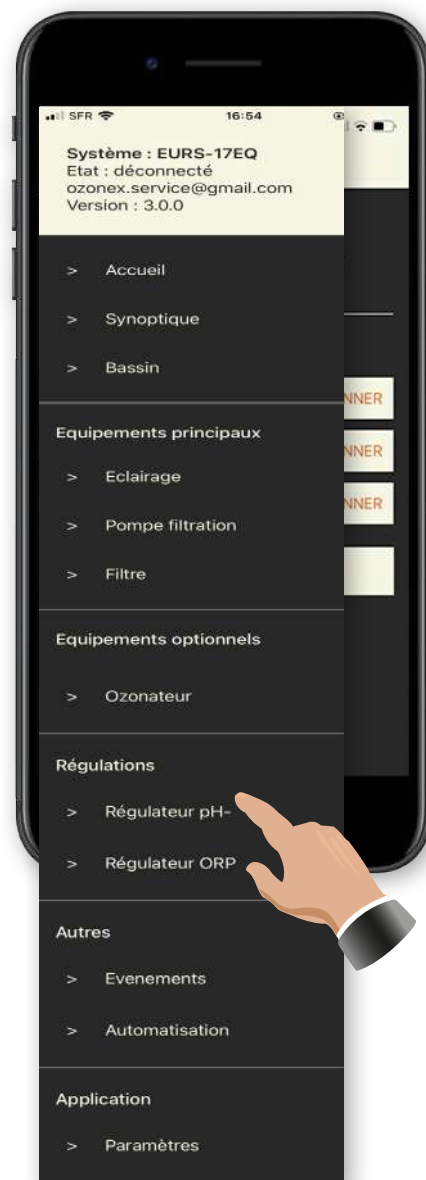 SFR 16:54
Système : EURS-17EQ
Etat : déconnecté
ozonex.service@gmail.com
Version : 3.0.0
> Accueil
> Synoptique
> Bassin
NNER
Equipements principaux
NNER
> Eclairage
NNER
> Pompe filtration
> Filtre
Equipements optionnels
> Ozonateur
Régulations
> Régulateur pH-
> Régulateur ORP
Autres
> Evenements
> Automatisation
Application
> Paramètres